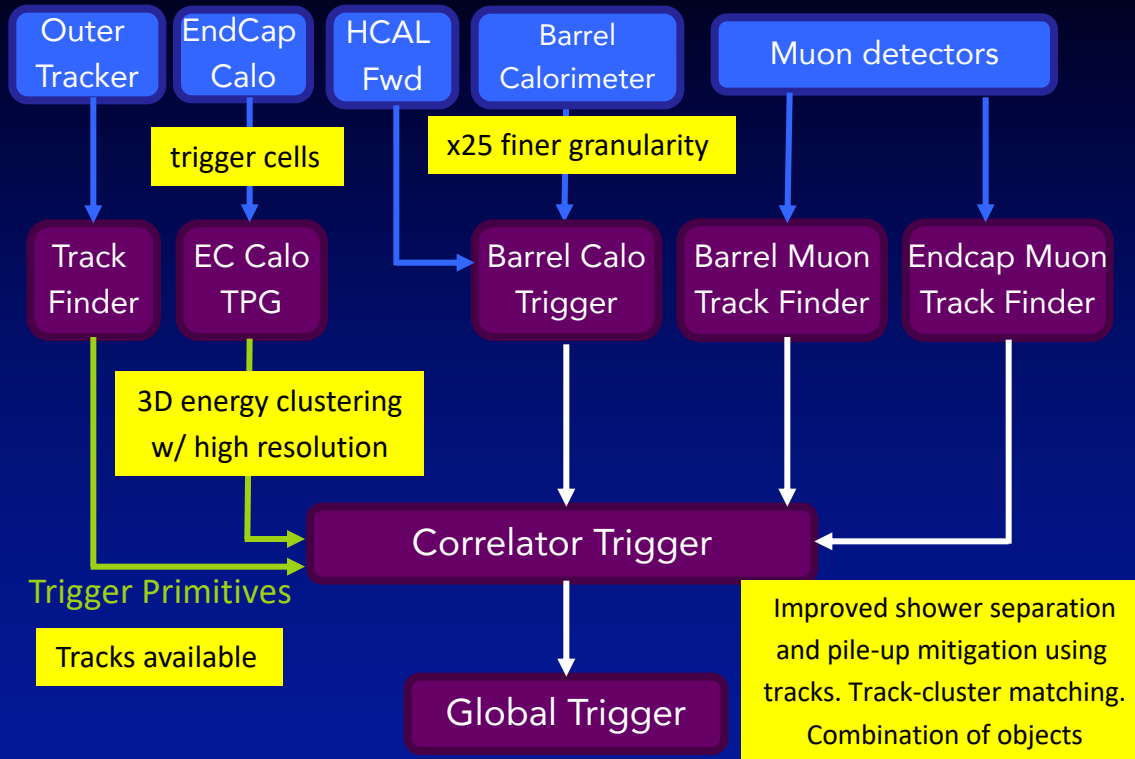 Outer
Tracker
EndCap
Calo
HCAL
Fwd
Barrel
Calorimeter
Muon detectors
trigger cells
x25 finer granularity
Track
Finder
EC Calo
TPG
Barrel Calo
Trigger
Barrel Muon
Track Finder
Endcap Muon
Track Finder
3D energy clustering
w/ high resolution
Correlator Trigger
Trigger Primitives
Tracks available
Improved shower separation
and pile-up mitigation using
tracks. Track-cluster matching.
Combination of objects
Global Trigger